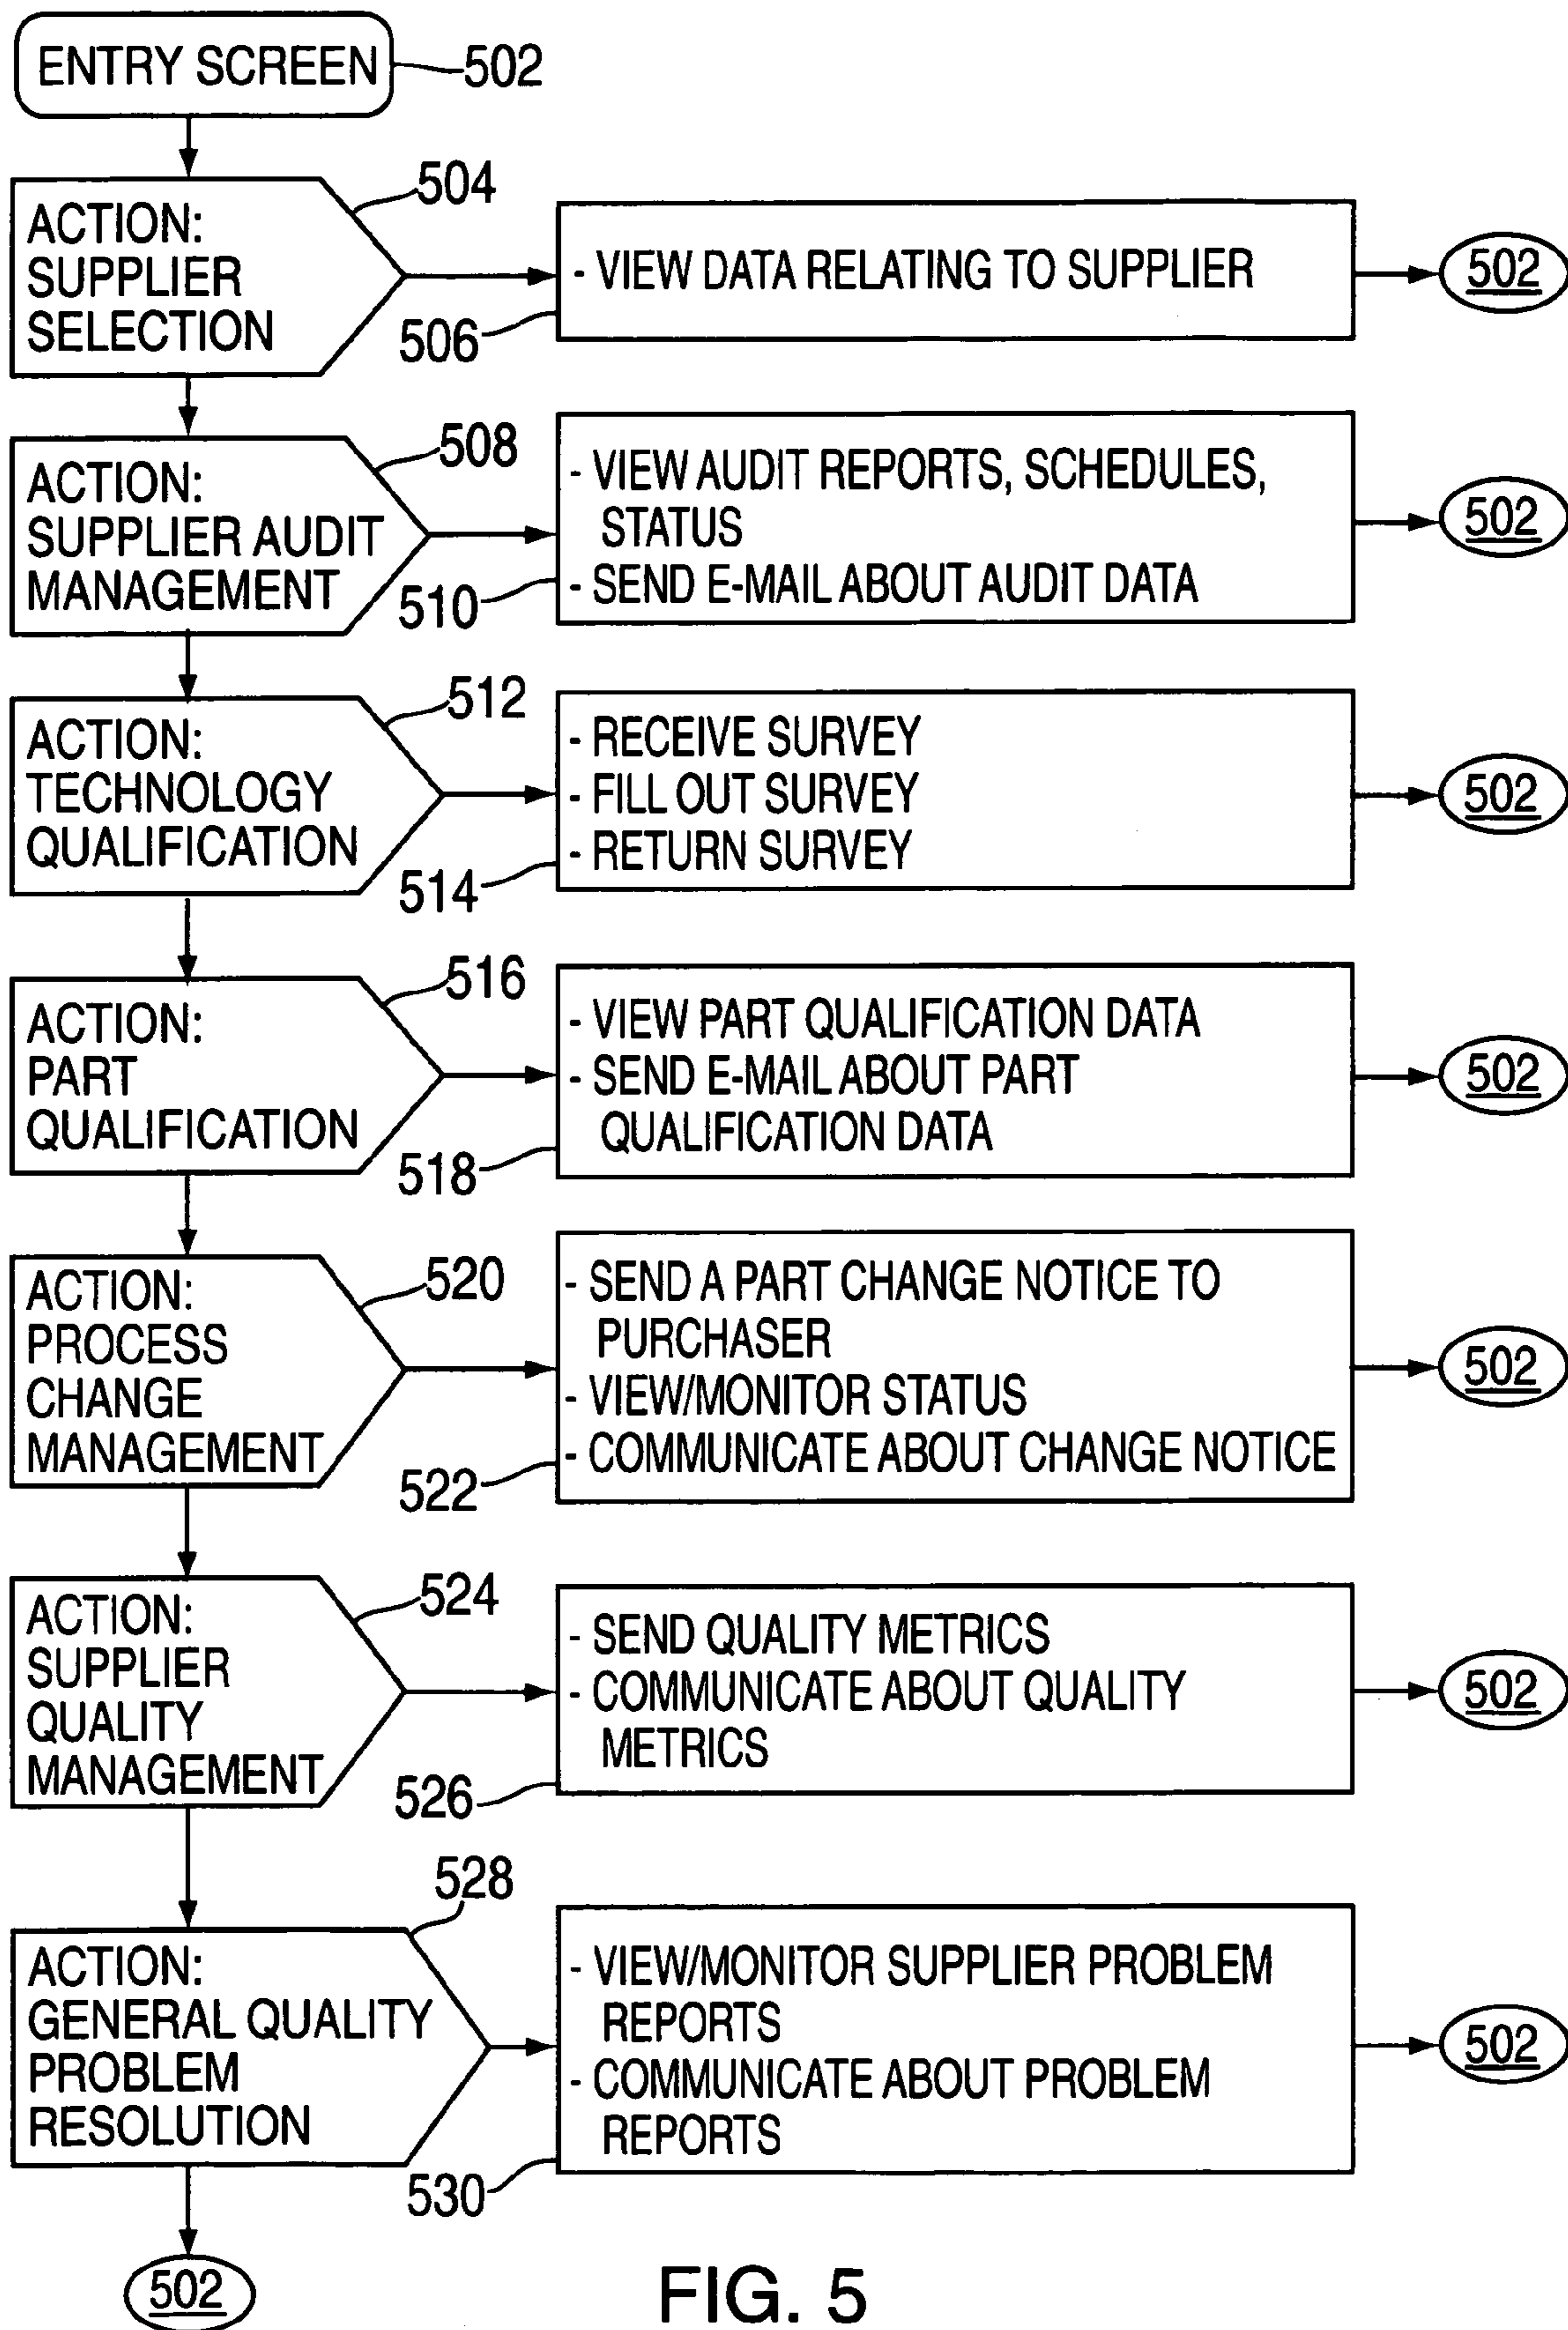 ENTRY SCREEN
502
ACTION:
SUPPLIER
SELECTION
504
- VIEW DATA RELATING TO SUPPLIER
506
502
ACTION:
SUPPLIER AUDIT
MANAGEMENT
508
- VIEW AUDIT REPORTS, SCHEDULES,
STATUS
- SEND E-MAIL ABOUT AUDIT DATA
510
502
ACTION:
TECHNOLOGY
QUALIFICATION
512
- RECEIVE SURVEY
- FILL OUT SURVEY
- RETURN SURVEY
514
502
ACTION:
PART
QUALIFICATION
516
- VIEW PART QUALIFICATION DATA
- SEND E-MAIL ABOUT PART
QUALIFICATION DATA
518
502
ACTION:
PROCESS
CHANGE
MANAGEMENT
520
- SEND A PART CHANGE NOTICE TO
PURCHASER
- VIEW/MONITOR STATUS
- COMMUNICATE ABOUT CHANGE NOTICE
522
502
ACTION:
SUPPLIER
QUALITY
MANAGEMENT
524
- SEND QUALITY METRICS
- COMMUNICATE ABOUT QUALITY
METRICS
526
502
ACTION:
GENERAL QUALITY
PROBLEM
RESOLUTION
528
- VIEW/MONITOR SUPPLIER PROBLEM
REPORTS
- COMMUNICATE ABOUT PROBLEM
REPORTS
530
502
502
FIG. 5